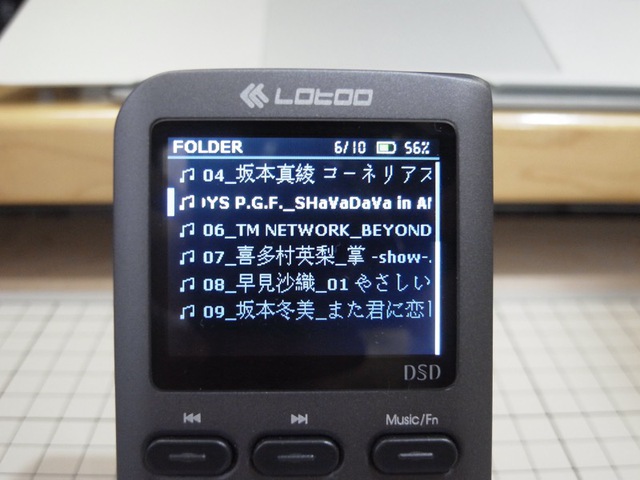 LOTOO
FOLDER 6/10 56%
04_坂本真綾 コーネリアス
YS P.G.F._SHaVaDaVa in A
06_TM NETWORK_BEYOND
07_喜多村英梨_掌 -show-.
08_早見沙織_01 やさしい
09_坂本冬美_また君に恋
DSD
Music/Fn